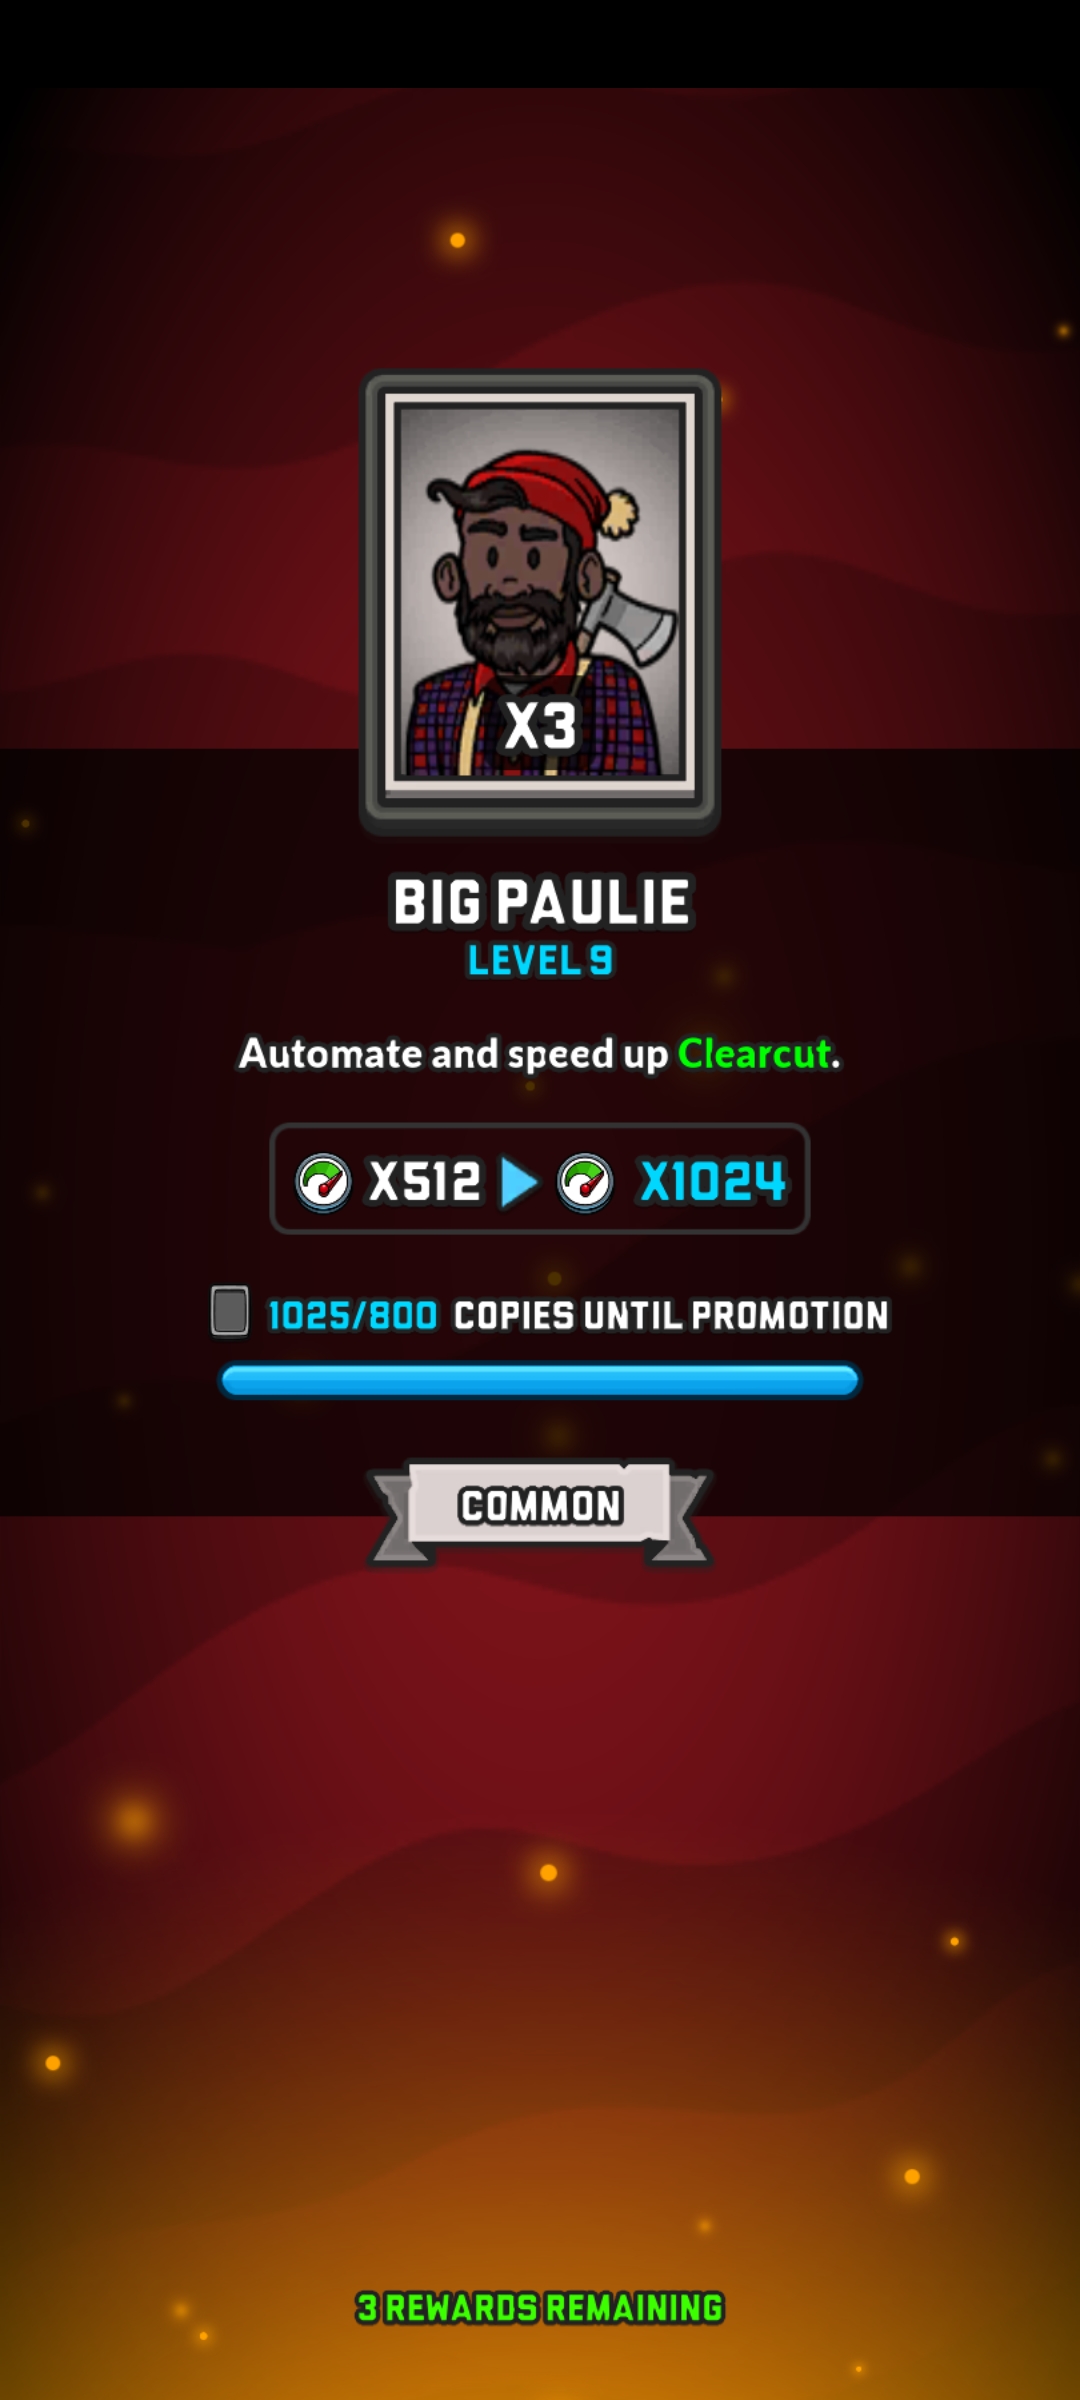 X3
BIG PAULIE
LEVEL 9
Automate and speed up Clearcut.
X512 X1024
1025/800 COPIES UNTIL PROMOTION
COMMON
3 REWARDS REMAINING